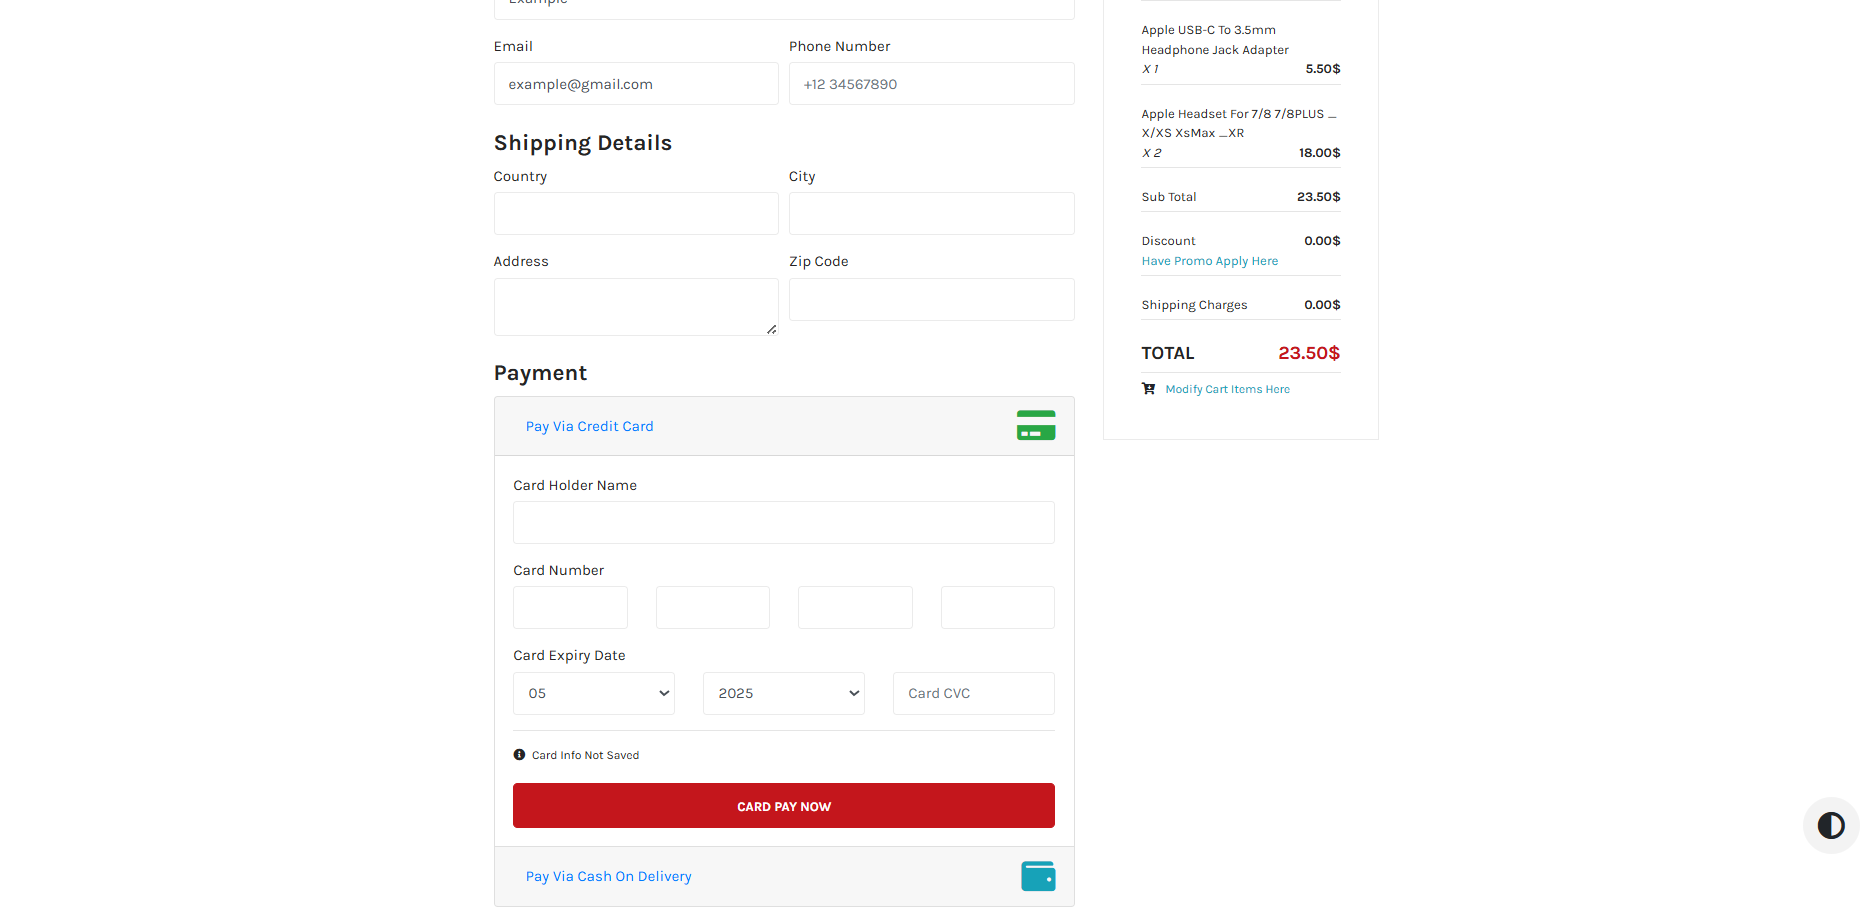 Example
Email
Phone Number
example@gmail.com
+12 34567890
Shipping Details
Country
City
Address
Zip Code
Payment
Pay Via Credit Card
Card Holder Name
Card Number
Card Expiry Date
05
2025
Card CVC
Card Info Not Saved
CARD PAY NOW
Pay Via Cash On Delivery
Apple USB-C To 3.5mm
Headphone Jack Adapter
X 1 5.50$
Apple Headset For 7/8 7/8PLUS _
X/XS XsMax _XR
X 2 18.00$
Sub Total 23.50$
Discount 0.00$
Have Promo Apply Here
Shipping Charges 0.00$
TOTAL 23.50$
Modify Cart Items Here